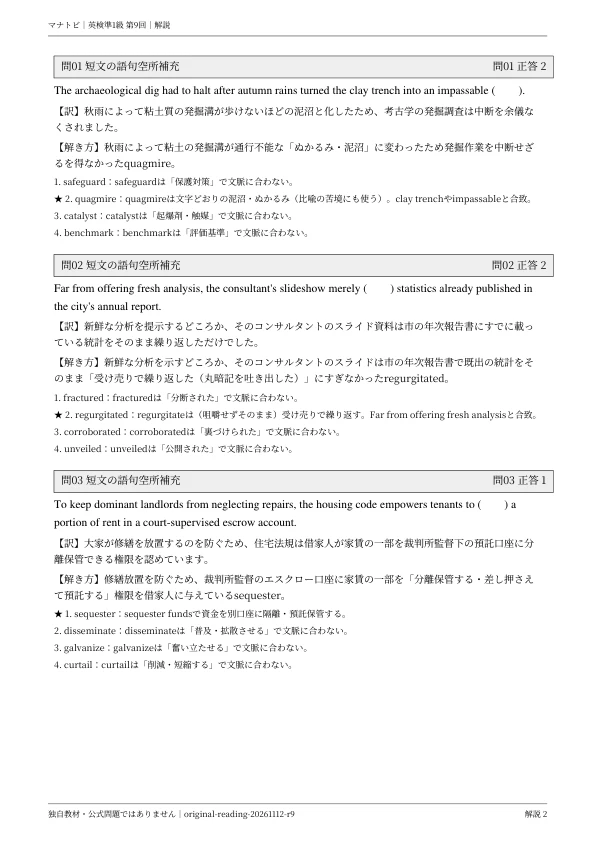 マナトビ｜英検準1級 第9回｜解説
問01 短文の語句空所補充 問01 正答 2
The archaeological dig had to halt after autumn rains turned the clay trench into an impassable (　　).
【訳】秋雨によって粘土質の発掘溝が歩けないほどの泥沼と化したため、考古学の発掘調査は中断を余儀な
くされました。
【解き方】秋雨によって粘土の発掘溝が通行不能な「ぬかるみ・泥沼」に変わったため発掘作業を中断せざ
るを得なかったquagmire。
1. safeguard：safeguardは「保護対策」で文脈に合わない。
★ 2. quagmire：quagmireは文字どおりの泥沼・ぬかるみ（比喩の苦境にも使う）。clay trenchやimpassableと合致。
3. catalyst：catalystは「起爆剤・触媒」で文脈に合わない。
4. benchmark：benchmarkは「評価基準」で文脈に合わない。
問02 短文の語句空所補充 問02 正答 2
Far from offering fresh analysis, the consultant's slideshow merely (　　) statistics already published in
the city's annual report.
【訳】新鮮な分析を提示するどころか、そのコンサルタントのスライド資料は市の年次報告書にすでに載っ
ている統計をそのまま繰り返しただけでした。
【解き方】新鮮な分析を示すどころか、そのコンサルタントのスライドは市の年次報告書で既出の統計をそ
のまま「受け売りで繰り返した（丸暗記を吐き出した）」にすぎなかったregurgitated。
1. fractured：fracturedは「分断された」で文脈に合わない。
★ 2. regurgitated：regurgitateは（咀嚼せずそのまま）受け売りで繰り返す。Far from offering fresh analysisと合致。
3. corroborated：corroboratedは「裏づけられた」で文脈に合わない。
4. unveiled：unveiledは「公開された」で文脈に合わない。
問03 短文の語句空所補充 問03 正答 1
To keep dominant landlords from neglecting repairs, the housing code empowers tenants to (　　) a
portion of rent in a court-supervised escrow account.
【訳】大家が修繕を放置するのを防ぐため、住宅法規は借家人が家賃の一部を裁判所監督下の預託口座に分
離保管できる権限を認めています。
【解き方】修繕放置を防ぐため、裁判所監督のエスクロー口座に家賃の一部を「分離保管する・差し押さえ
て預託する」権限を借家人に与えているsequester。
★ 1. sequester：sequester fundsで資金を別口座に隔離・預託保管する。
2. disseminate：disseminateは「普及・拡散させる」で文脈に合わない。
3. galvanize：galvanizeは「奮い立たせる」で文脈に合わない。
4. curtail：curtailは「削減・短縮する」で文脈に合わない。
独自教材・公式問題ではありません｜original-reading-20261112-r9 解説 2